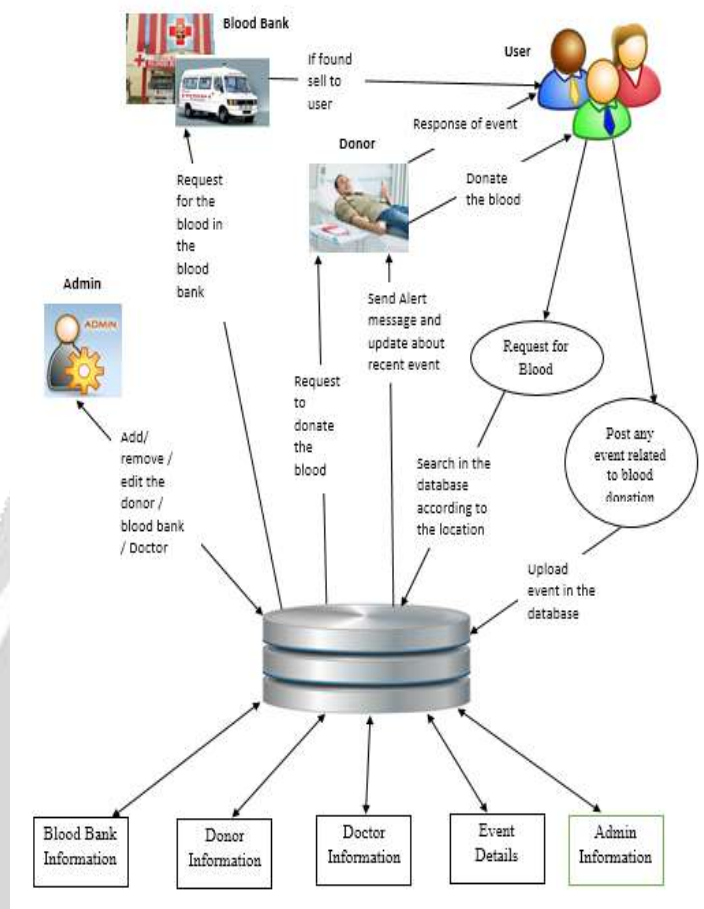 Blood Bank
If found
sell to
user
User
Response of event
Donor
Donate
the blood
Request
for the
blood in
the
blood
bank
Admin
ADMIN
Send Alert
message and
update about
recent event
Request for
Blood
Request
to
donate
the
blood
Add/
remove /
edit the
donor /
blood bank
/ Doctor
Search in the
database
according to
the location
Post any
event related
to blood
donation
Upload
event in the
database
Blood Bank
Information
Donor
Information
Doctor
Information
Event
Details
Admin
Information